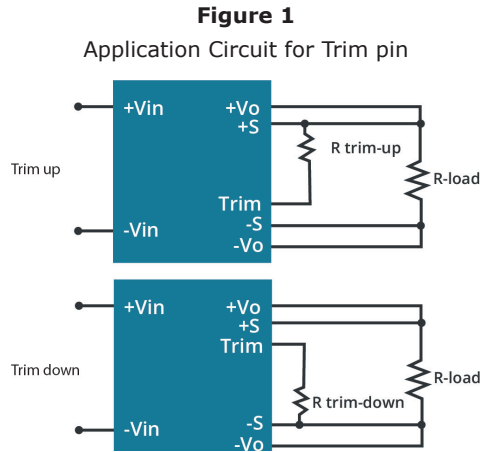 Figure 1
Application Circuit for Trim pin
+Vin
+Vo
+S
R trim-up
Trim up
R-load
Trim
-S
-Vin
-Vo
+Vin
+Vo
+S
Trim
Trim down
R-load
R trim-down
-Vin
-S
-Vo